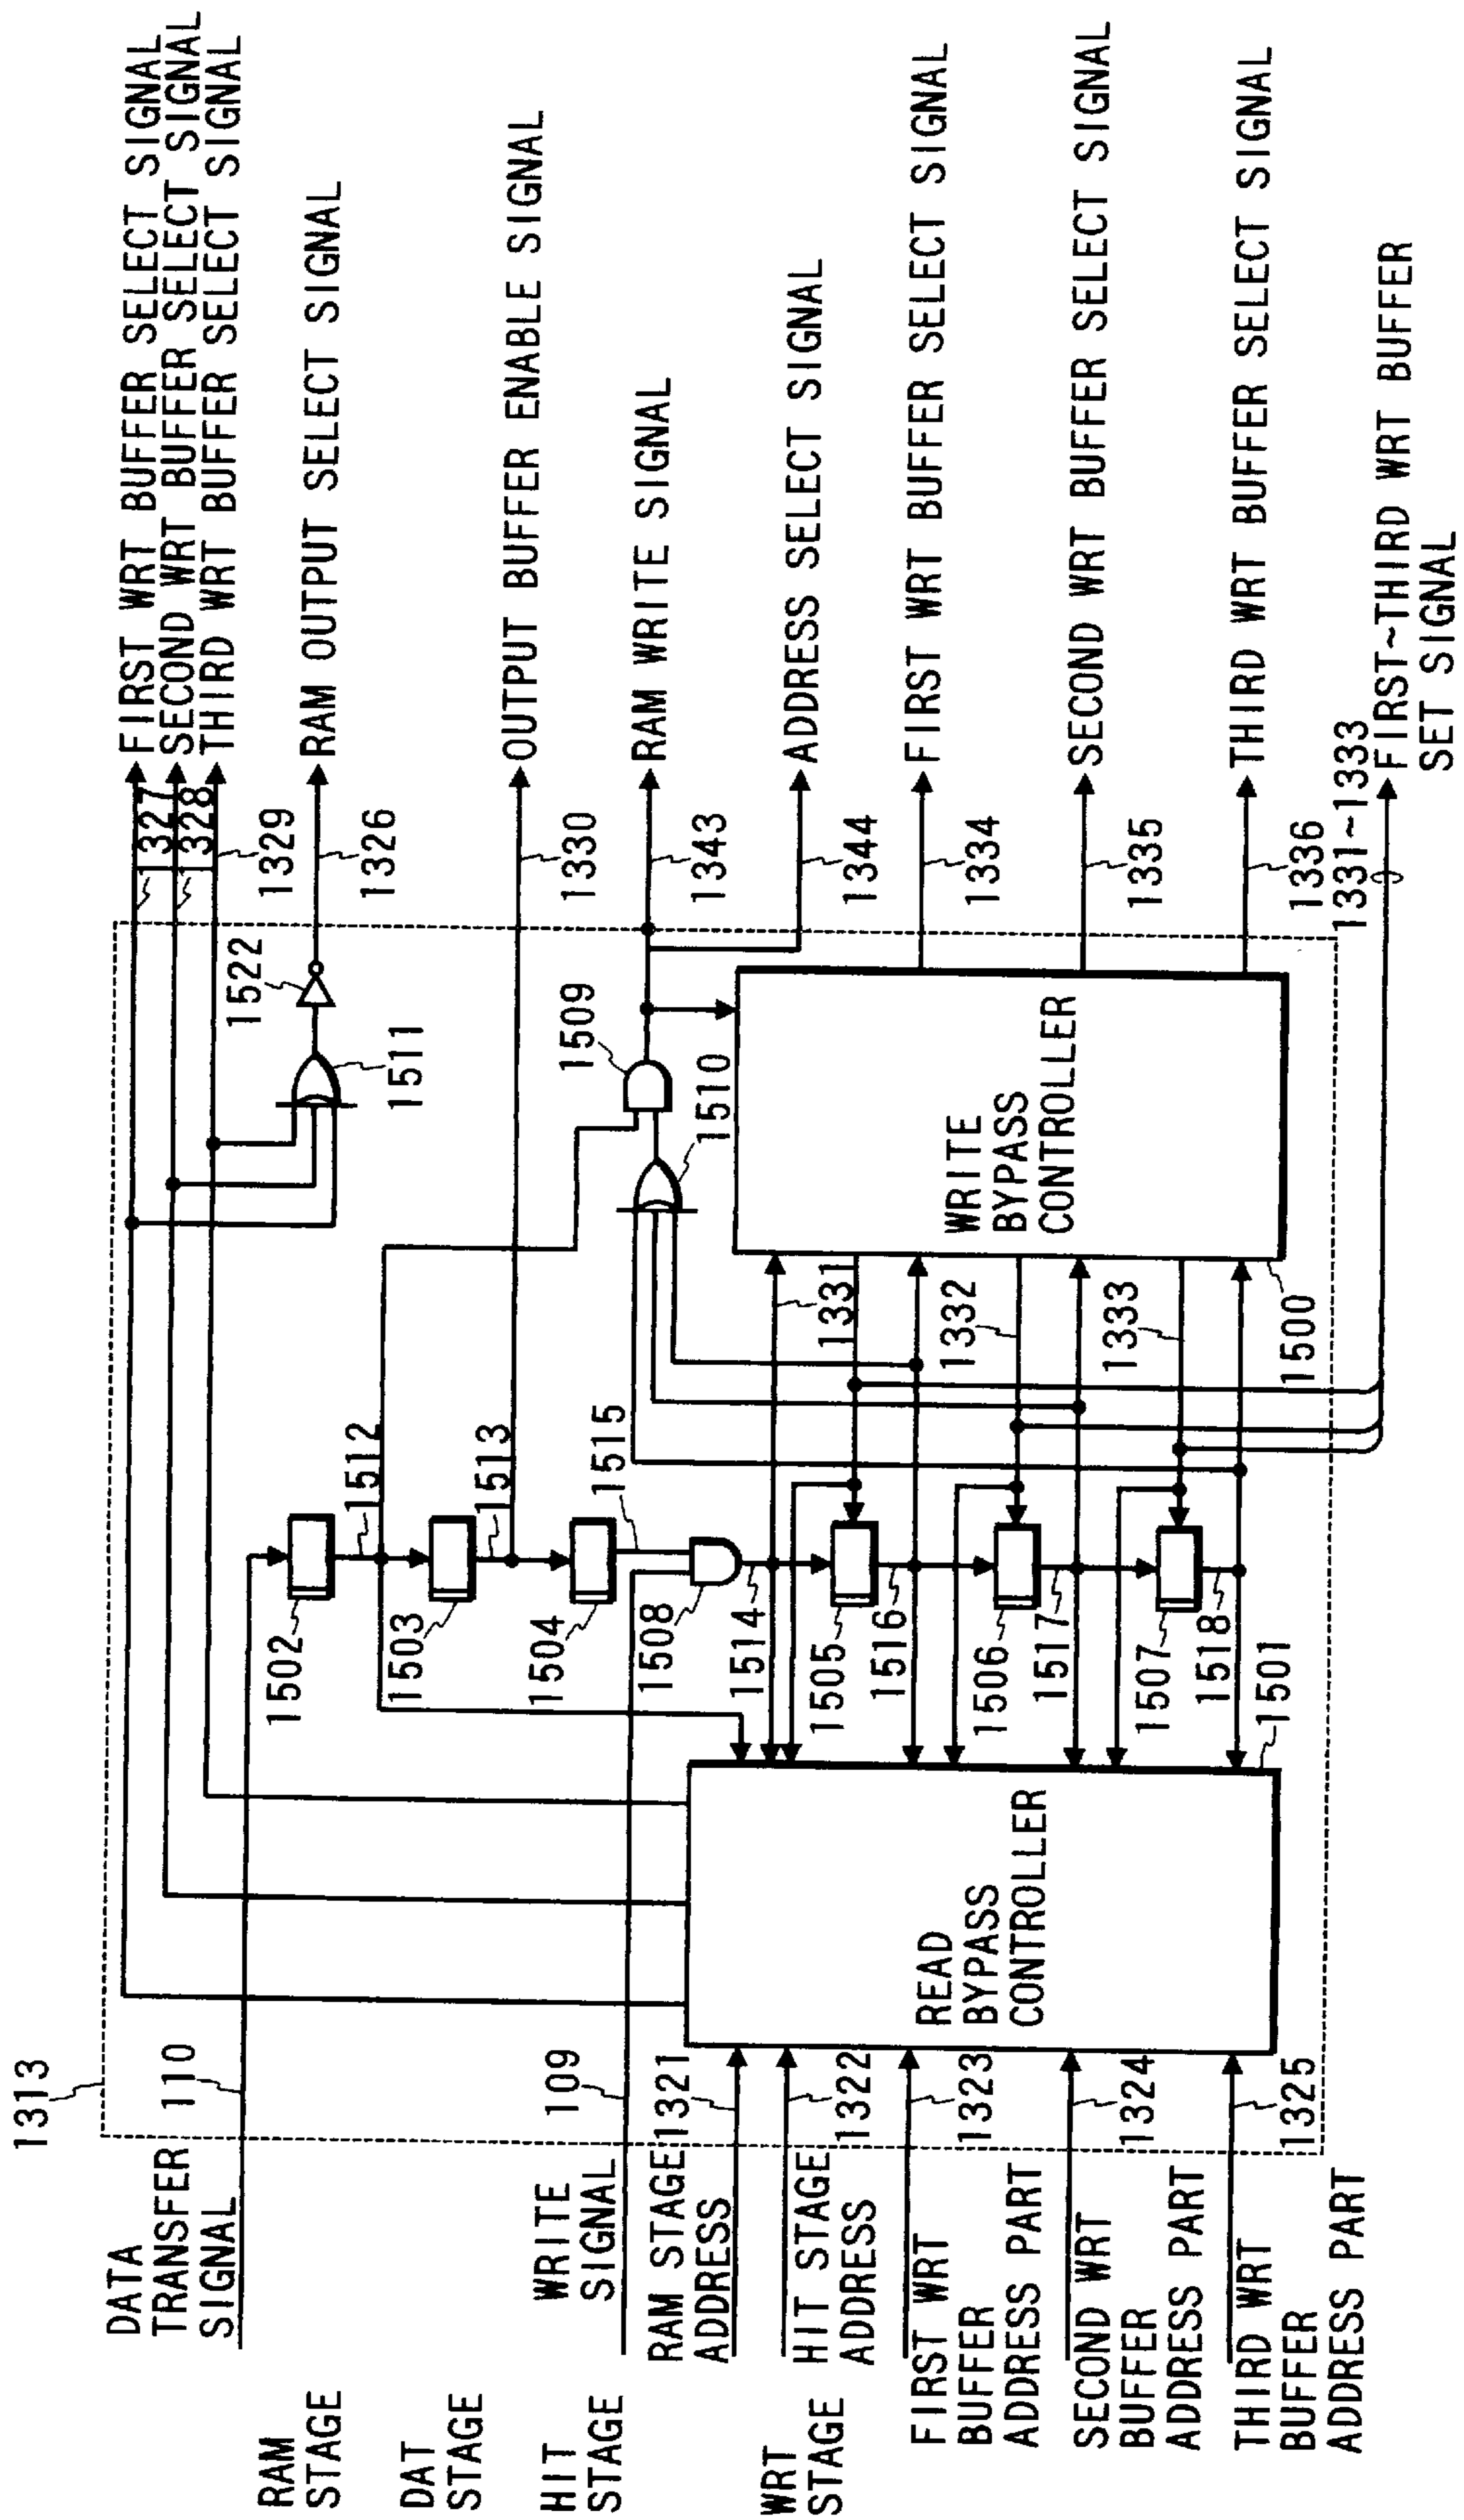 1313
DATA
TRANSFER
SIGNAL
110
WRITE
SIGNAL
109
RAM STAGE
ADDRESS
1321
HIT STAGE
ADDRESS
1322
FIRST WRT
BUFFER
ADDRESS PART
1323
SECOND WRT
BUFFER
ADDRESS PART
1324
THIRD WRT
BUFFER
ADDRESS PART
1325
RAM
STAGE
DAT
STAGE
HIT
STAGE
WRT
STAGE
READ
BYPASS
CONTROLLER
1501
1502
1512
1503
1513
1504
1515
1508
1514
1505
1516
1506
1517
1507
1518
1331
1332
1333
1500
WRITE
BYPASS
CONTROLLER
1510
1509
1511
1522
1327
1328
1329
1326
1330
1343
1344
1334
1335
1336
1331~1333
FIRST WRT BUFFER SELECT SIGNAL
SECOND WRT BUFFER SELECT SIGNAL
THIRD WRT BUFFER SELECT SIGNAL
RAM OUTPUT SELECT SIGNAL
OUTPUT BUFFER ENABLE SIGNAL
RAM WRITE SIGNAL
ADDRESS SELECT SIGNAL
FIRST WRT BUFFER SELECT SIGNAL
SECOND WRT BUFFER SELECT SIGNAL
THIRD WRT BUFFER SELECT SIGNAL
FIRST~THIRD WRT BUFFER
SET SIGNAL